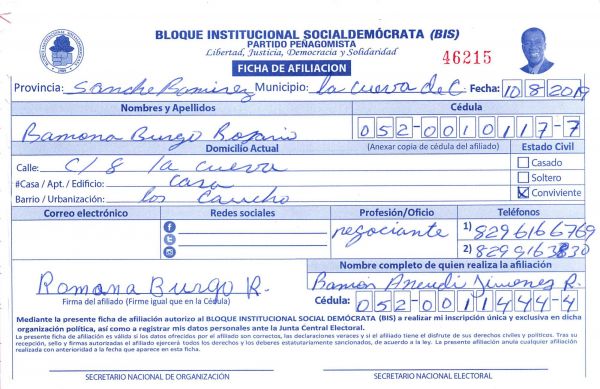 BLOQUE INSTITUCIONAL SOCIALDEMÓCRATA (BIS)
PARTIDO PEÑAGOMISTA
Libertad, Justicia, Democracia y Solidaridad
46215
FICHA DE AFILIACION
Provincia: Sanche Ramirez Municipio: la cueva de C. Fecha: 10/8/2019
Nombres y Apellidos Cédula
Ramona Burgo Rosario 052-0010117-7
Domicilio Actual (Anexar copia de cédula del afiliado) Estado Civil
Calle: C/8 la cueva Casado
#Casa / Apt. / Edificio: casa Soltero
Barrio / Urbanización: los Caucho Conviviente
Correo electrónico Redes sociales Profesión/Oficio Teléfonos
negociante 1) 8296166769
2)
Nombre completo de quien realiza la afiliación
Ramona Burgo R. Ramón Aneudi Jimenez R.
Firma del afiliado (Firme igual que en la Cédula) Cédula: 052-0011444-4
Mediante la presente ficha de afiliación autorizo al BLOQUE INSTITUCIONAL SOCIAL DEMÓCRATA (BIS) a realizar mi inscripción única y exclusiva en dicha
organización política, así como a registrar mis datos personales ante la Junta Central Electoral.
La presente ficha de afiliación es válida si los datos ofrecidos por el afiliado son correctos, las declaraciones veraces y si el afiliado tiene el disfrute de sus derechos civiles y políticos. Tras su
recepción, sello y firmas autorizadas el afiliado ejercerá todos los derechos y los deberes estatutariamente sancionados, de acuerdo a la ley. La presente afiliación anula cualquier afiliación
realizada con anterioridad a la fecha que aparece en esta ficha.
SECRETARIO NACIONAL DE ORGANIZACIÓN SECRETARIO NACIONAL ELECTORAL